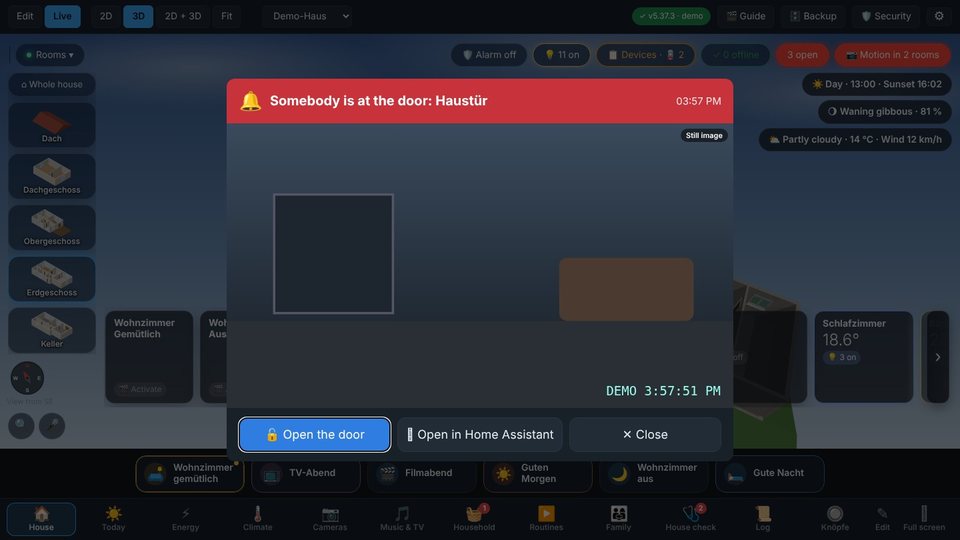 Edit Live 2D 3D 2D + 3D Fit Demo-Haus ✓ v5.37.3 · demo Guide Backup Security
Rooms ▾ Alarm off 11 on Devices · 2 ✓ 0 offline 3 open Motion in 2 rooms
Whole house
Day · 13:00 · Sunset 16:02
Waning gibbous · 81 %
Partly cloudy · 14 °C · Wind 12 km/h
Somebody is at the door: Haustür 03:57 PM
Still image
Dach
Dachgeschoss
Obergeschoss
Erdgeschoss
Keller
View from SE
Wohnzimmer
Gemütlich
Activate
Schlafzimmer
18.6°
3 on
DEMO 3:57:51 PM
Open the door Open in Home Assistant ✕ Close
Wohnzimmer
gemütlich
TV-Abend
Filmabend
Guten
Morgen
Wohnzimmer
aus
Gute Nacht
House Today Energy Climate Cameras Music & TV Household 1 Routines Family House check 2 Log Knöpfe Edit Full screen